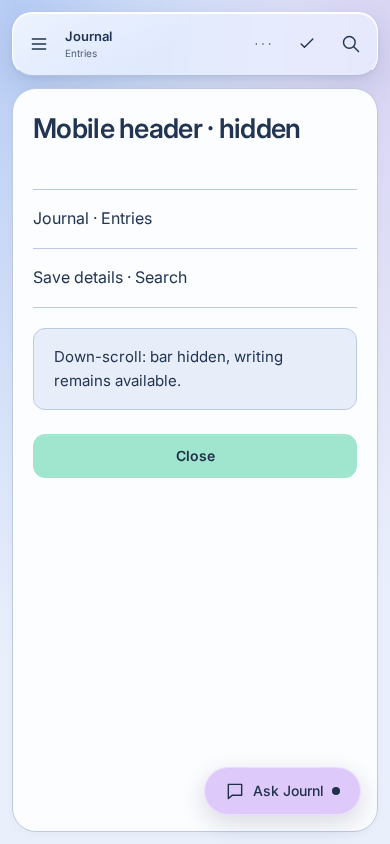 Journal
Entries
...
Mobile header · hidden
Journal · Entries
Save details · Search
Down-scroll: bar hidden, writing
remains available.
Close
Ask Journl